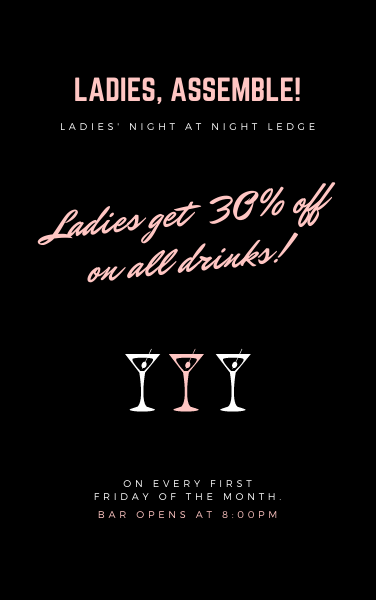 LADIES, ASSEMBLE!
LADIES' NIGHT AT NIGHT LEDGE
Ladies get 30% off
on all drinks!
ON EVERY FIRST
FRIDAY OF THE MONTH.
BAR OPENS AT 8:00PM